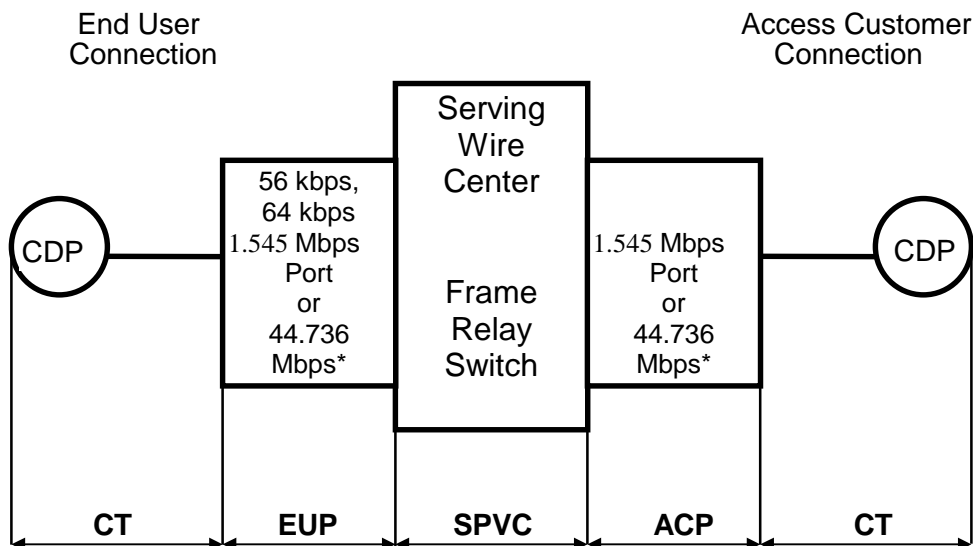 End User
Connection
Access Customer
Connection
Serving
Wire
Center
Frame
Relay
Switch
56 kbps,
64 kbps
1.545 Mbps
Port
or
44.736
Mbps*
1.545 Mbps
Port
or
44.736
Mbps*
CDP
CDP
CT
EUP
SPVC
ACP
CT